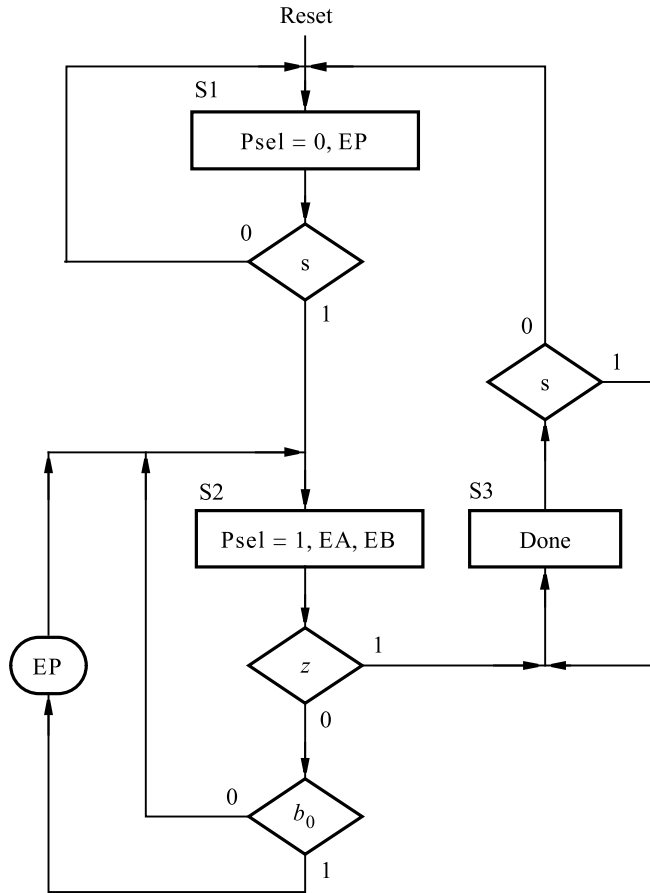 Reset
S1
Psel = 0, EP
0
s
1
0
1
s
S2
S3
Psel = 1, EA, EB
Done
1
EP
z
0
0
b0
1